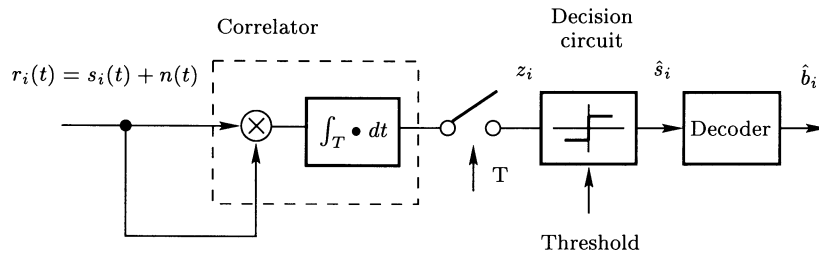 Correlator
Decision
circuit
r_i(t) = s_i(t) + n(t)
z_i
ŝ_i
b̂_i
∫_T • dt
Decoder
T
Threshold